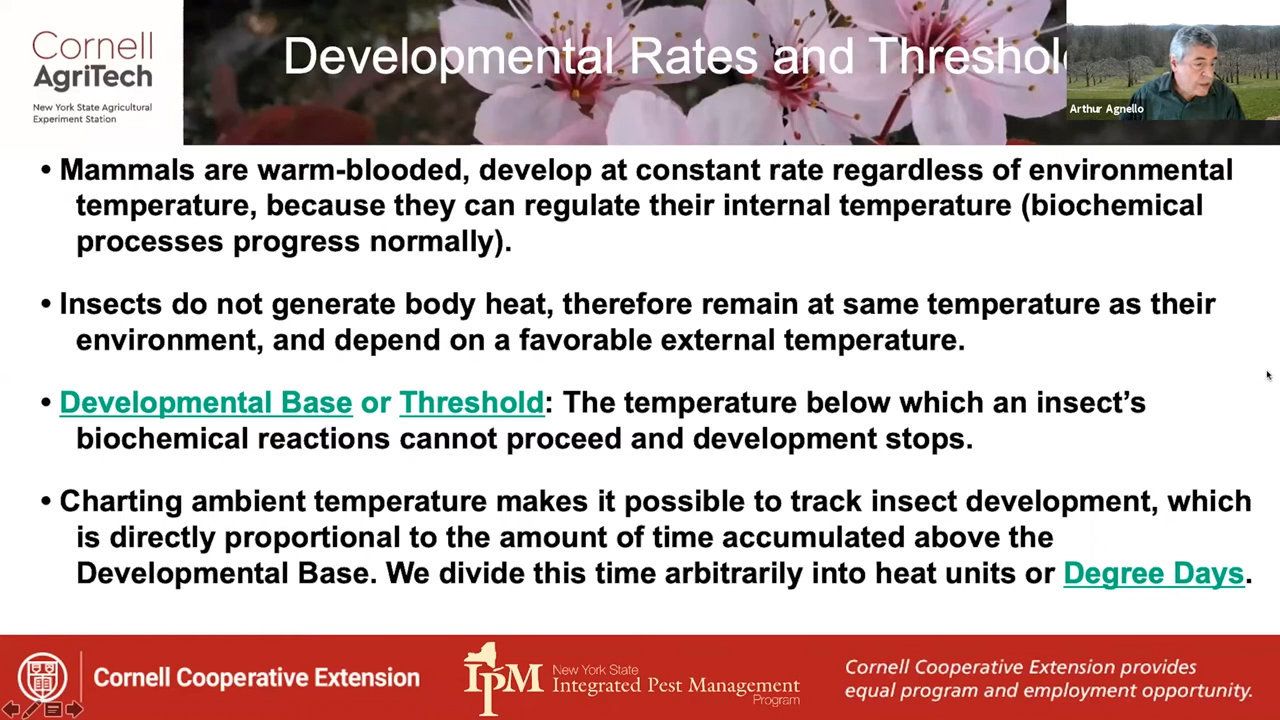 Cornell
AgriTech
New York State Agricultural
Experiment Station
Developmental Rates and Threshol
Arthur Agnello
• Mammals are warm-blooded, develop at constant rate regardless of environmental
temperature, because they can regulate their internal temperature (biochemical
processes progress normally).
• Insects do not generate body heat, therefore remain at same temperature as their
environment, and depend on a favorable external temperature.
• Developmental Base or Threshold: The temperature below which an insect’s
biochemical reactions cannot proceed and development stops.
• Charting ambient temperature makes it possible to track insect development, which
is directly proportional to the amount of time accumulated above the
Developmental Base. We divide this time arbitrarily into heat units or Degree Days.
Cornell Cooperative Extension
IPM
New York State
Integrated Pest Management
Program
Cornell Cooperative Extension provides
equal program and employment opportunity.